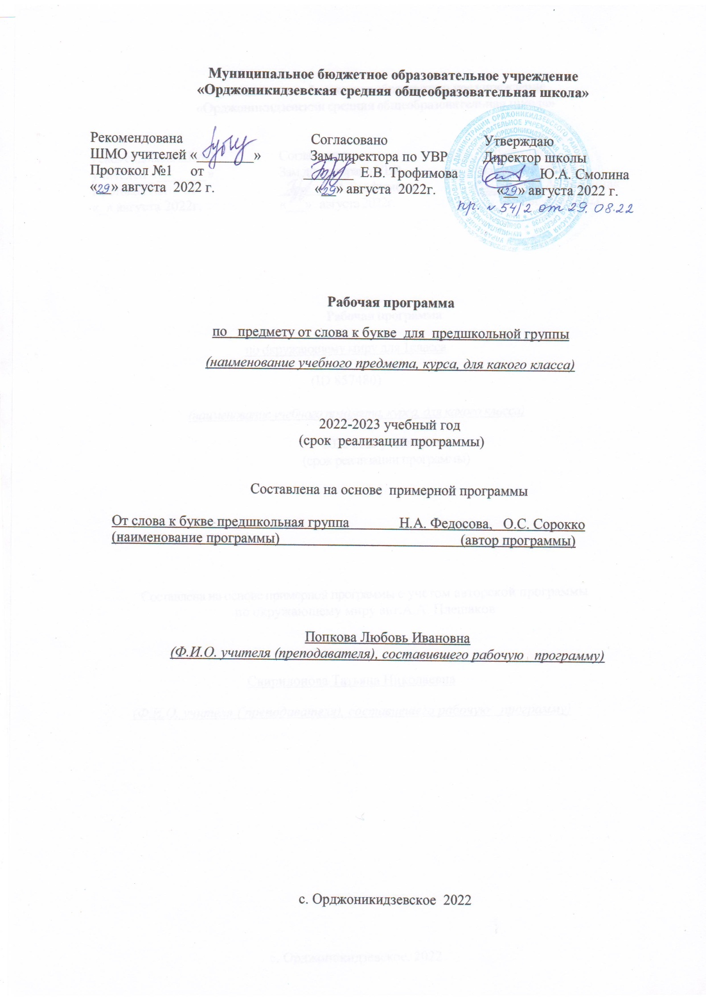 Муниципальное бюджетное образовательное учреждение
«Орджоникидзевская средняя общеобразовательная школа»
Рекомендована
ШМО учителей «________»
Протокол №1 от
«29» августа 2022 г.
Согласовано
Зам.директора по УВР
_______ Е.В. Трофимова
«29» августа 2022г.
Утверждаю
Директор школы
_______ Ю.А. Смолина
«29» августа 2022 г.
пр. № 54/2 от 29.08.22
Рабочая программа
по предмету от слова к букве для предшкольной группы
(наименование учебного предмета, курса, для какого класса)
2022-2023 учебный год
(срок реализации программы)
Составлена на основе примерной программы
От слова к букве предшкольная группа Н.А. Федосова, О.С. Сорокко
(наименование программы) (автор программы)
Попкова Любовь Ивановна
(Ф.И.О. учителя (преподавателя), составившего рабочую программу)
с. Орджоникидзевское 2022